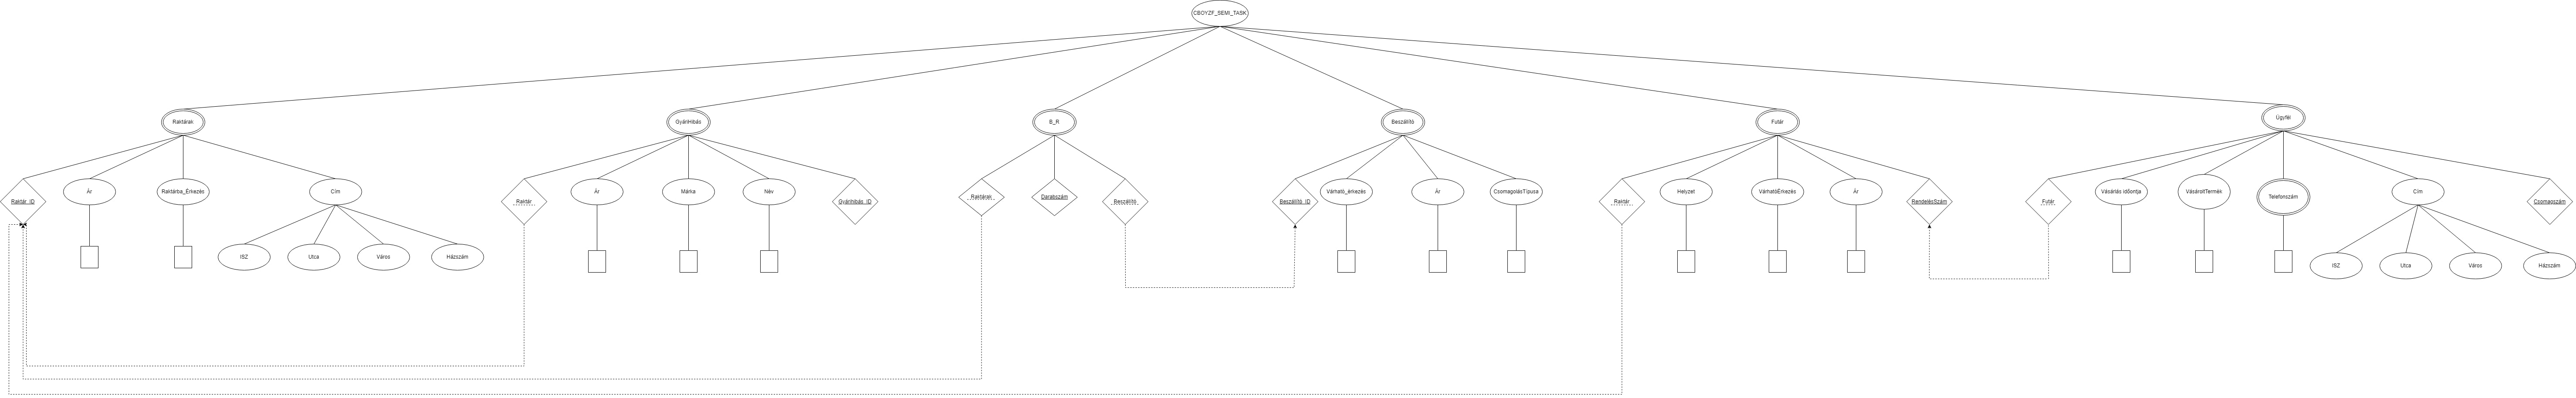 CBOYZF_SEMI_TASK
Raktárak
GyáriHibás
B_R
Beszállító
Futár
Ügyfél
Raktár_ID
Ár
Raktárba_Érkezés
Cím
Raktár
Ár
Márka
Név
Gyárihibás_ID
Raktárak
Darabszám
Beszállító
Beszállító_ID
Várható_érkezés
Ár
CsomagolásTípusa
Raktár
Helyzet
VárhatóÉrkezés
Ár
RendelésSzám
Futár
Vásárlás időontja
VásároltTermék
Telefonszám
Cím
Csomagszám
ISZ
Utca
Város
Házszám
ISZ
Utca
Város
Házszám